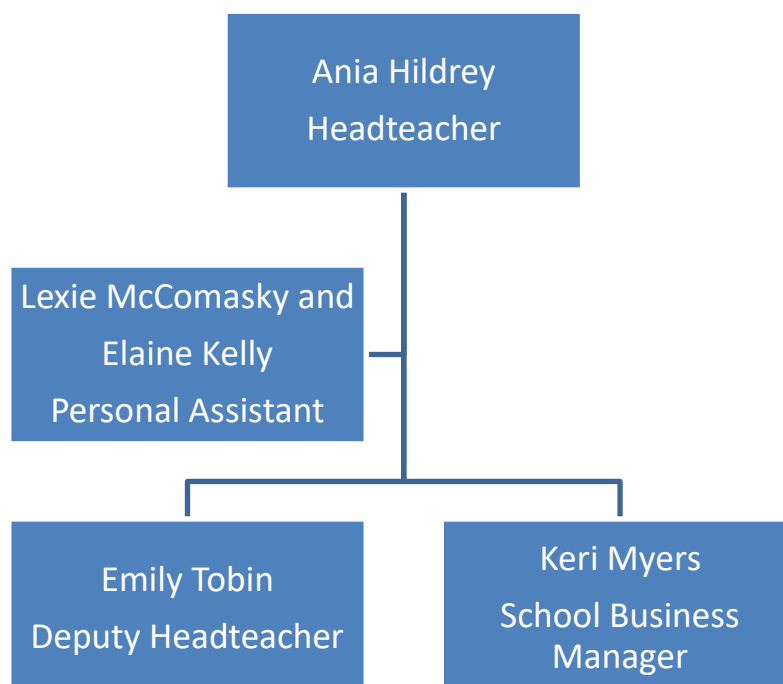 Ania Hildrey
Headteacher
Lexie McComasky and
Elaine Kelly
Personal Assistant
Emily Tobin
Deputy Headteacher
Keri Myers
School Business
Manager